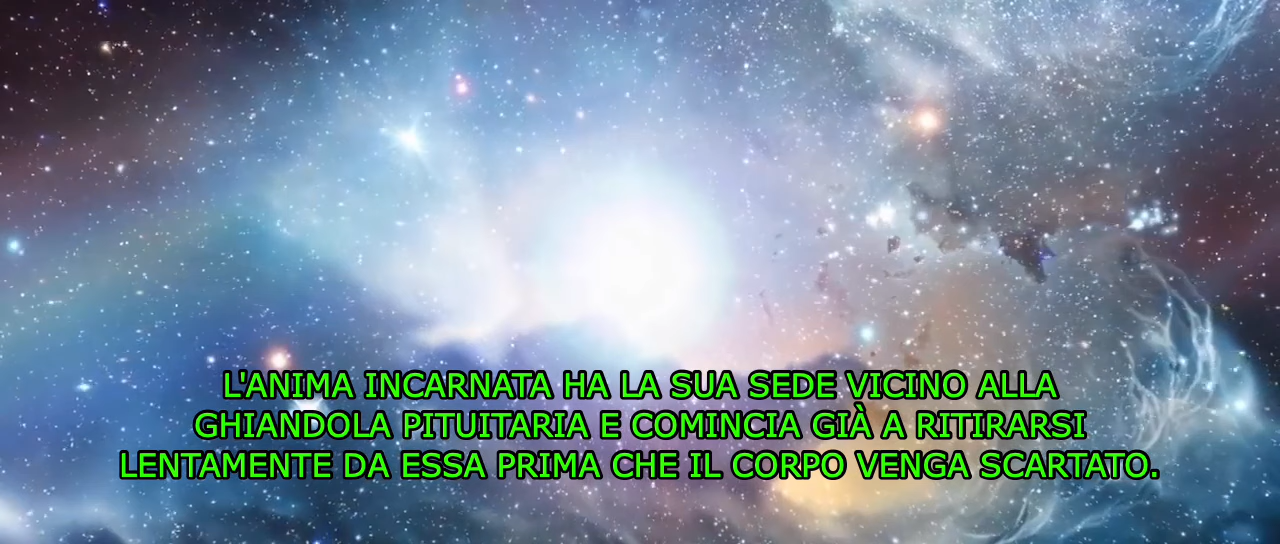 L'ANIMA INCARNATA HA LA SUA SEDE VICINO ALLA
GHIANDOLA PITUITARIA E COMINCIA GIÀ A RITIRARSI
LENTAMENTE DA ESSA PRIMA CHE IL CORPO VENGA SCARTATO.